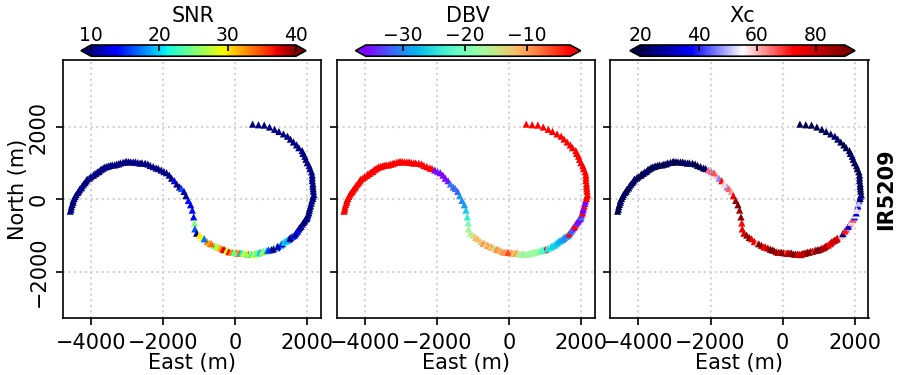 SNR DBV Xc
10 20 30 40 −30 −20 −10 20 40 60 80
2000
0
−2000
North (m)
IR5209
−4000 −2000 0 2000 −4000 −2000 0 2000 −4000 −2000 0 2000
East (m) East (m) East (m)